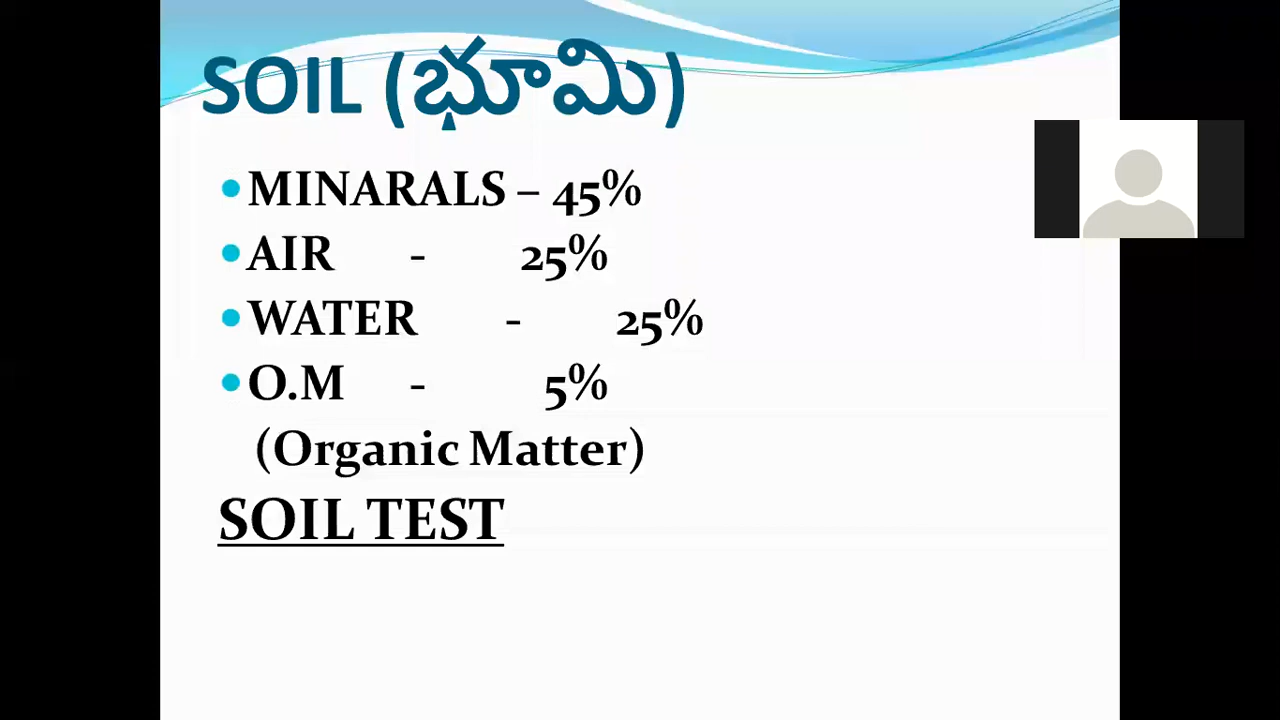 SOIL (భూమి)
MINARALS – 45%
AIR - 25%
WATER - 25%
O.M - 5%
(Organic Matter)
SOIL TEST